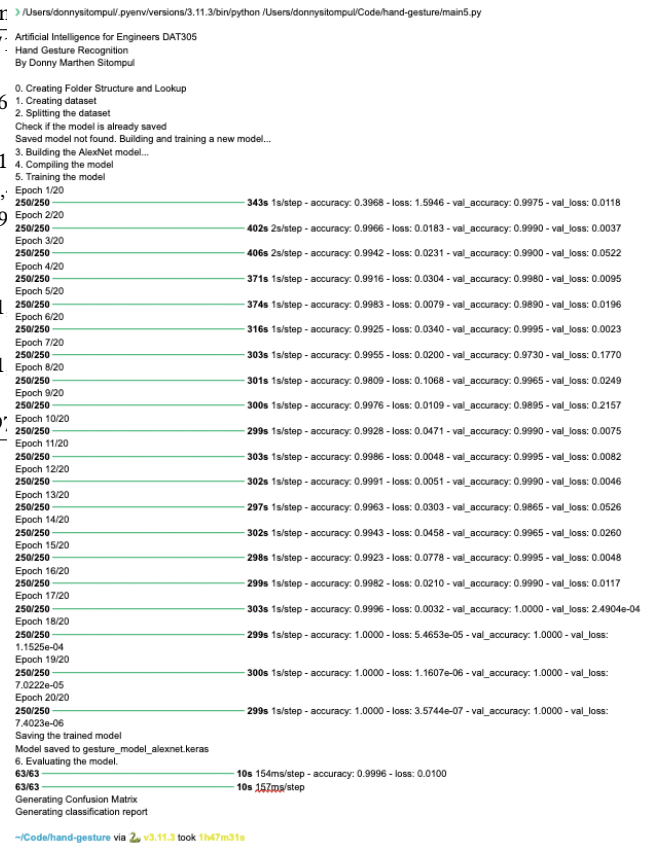 ❯ /Users/donnysitompul/.pyenv/versions/3.11.3/bin/python /Users/donnysitompul/Code/hand-gesture/main5.py
Artificial Intelligence for Engineers DAT305
Hand Gesture Recognition
By Donny Marthen Sitompul
0. Creating Folder Structure and Lookup
1. Creating dataset
2. Splitting the dataset
Check if the model is already saved
Saved model not found. Building and training a new model...
3. Building the AlexNet model...
4. Compiling the model
5. Training the model
Epoch 1/20
250/250 343s 1s/step - accuracy: 0.3968 - loss: 1.5946 - val_accuracy: 0.9975 - val_loss: 0.0118
Epoch 2/20
250/250 402s 2s/step - accuracy: 0.9966 - loss: 0.0183 - val_accuracy: 0.9990 - val_loss: 0.0037
Epoch 3/20
250/250 406s 2s/step - accuracy: 0.9942 - loss: 0.0231 - val_accuracy: 0.9900 - val_loss: 0.0522
Epoch 4/20
250/250 371s 1s/step - accuracy: 0.9916 - loss: 0.0304 - val_accuracy: 0.9980 - val_loss: 0.0095
Epoch 5/20
250/250 374s 1s/step - accuracy: 0.9983 - loss: 0.0079 - val_accuracy: 0.9890 - val_loss: 0.0196
Epoch 6/20
250/250 316s 1s/step - accuracy: 0.9925 - loss: 0.0340 - val_accuracy: 0.9995 - val_loss: 0.0023
Epoch 7/20
250/250 303s 1s/step - accuracy: 0.9955 - loss: 0.0200 - val_accuracy: 0.9730 - val_loss: 0.1770
Epoch 8/20
250/250 301s 1s/step - accuracy: 0.9809 - loss: 0.1068 - val_accuracy: 0.9965 - val_loss: 0.0249
Epoch 9/20
250/250 300s 1s/step - accuracy: 0.9976 - loss: 0.0109 - val_accuracy: 0.9895 - val_loss: 0.2157
Epoch 10/20
250/250 299s 1s/step - accuracy: 0.9928 - loss: 0.0471 - val_accuracy: 0.9990 - val_loss: 0.0075
Epoch 11/20
250/250 303s 1s/step - accuracy: 0.9986 - loss: 0.0048 - val_accuracy: 0.9995 - val_loss: 0.0082
Epoch 12/20
250/250 302s 1s/step - accuracy: 0.9991 - loss: 0.0051 - val_accuracy: 0.9990 - val_loss: 0.0046
Epoch 13/20
250/250 297s 1s/step - accuracy: 0.9963 - loss: 0.0303 - val_accuracy: 0.9865 - val_loss: 0.0526
Epoch 14/20
250/250 302s 1s/step - accuracy: 0.9943 - loss: 0.0458 - val_accuracy: 0.9965 - val_loss: 0.0260
Epoch 15/20
250/250 298s 1s/step - accuracy: 0.9923 - loss: 0.0778 - val_accuracy: 0.9995 - val_loss: 0.0048
Epoch 16/20
250/250 299s 1s/step - accuracy: 0.9982 - loss: 0.0210 - val_accuracy: 0.9990 - val_loss: 0.0117
Epoch 17/20
250/250 303s 1s/step - accuracy: 0.9996 - loss: 0.0032 - val_accuracy: 1.0000 - val_loss: 2.4904e-04
Epoch 18/20
250/250 299s 1s/step - accuracy: 1.0000 - loss: 5.4653e-05 - val_accuracy: 1.0000 - val_loss:
1.1525e-04
Epoch 19/20
250/250 300s 1s/step - accuracy: 1.0000 - loss: 1.1607e-06 - val_accuracy: 1.0000 - val_loss:
7.0222e-05
Epoch 20/20
250/250 299s 1s/step - accuracy: 1.0000 - loss: 3.5744e-07 - val_accuracy: 1.0000 - val_loss:
7.4023e-06
Saving the trained model
Model saved to gesture_model_alexnet.keras
6. Evaluating the model.
63/63 10s 154ms/step - accuracy: 0.9996 - loss: 0.0100
63/63 10s 157ms/step
Generating Confusion Matrix
Generating classification report
~/Code/hand-gesture via 🐍 v3.11.3 took 1h47m31s